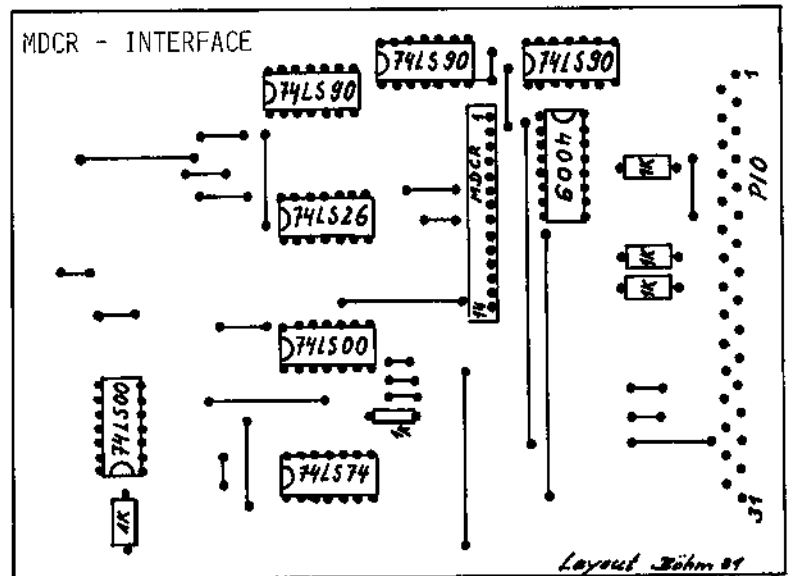 MDCR - INTERFACE
74LS90
74LS90
74LS90
1
1
MDCR
4009
1K
PIO
74LS26
1K
1K
14
74LS00
74LS00
1K
74LS74
1K
31
Layout Böhm 81